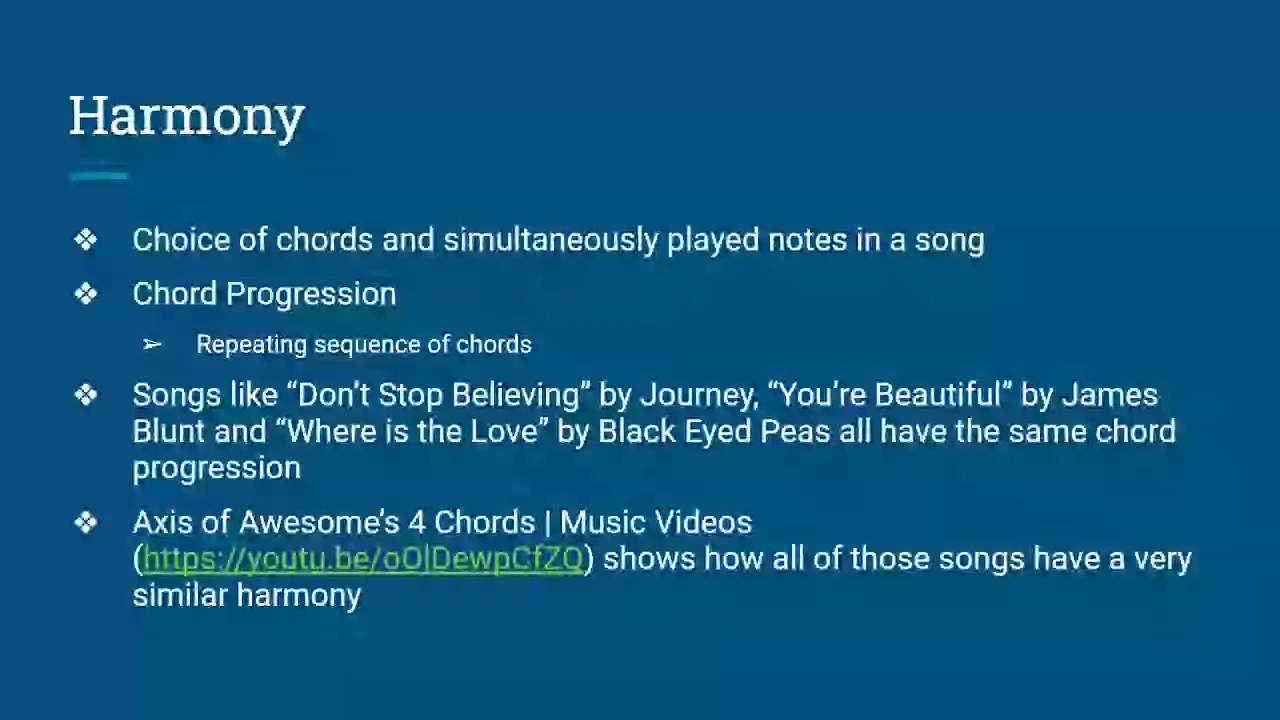 Harmony
❖ Choice of chords and simultaneously played notes in a song
❖ Chord Progression
➢ Repeating sequence of chords
❖ Songs like “Don’t Stop Believing” by Journey, “You’re Beautiful” by James
Blunt and “Where is the Love” by Black Eyed Peas all have the same chord
progression
❖ Axis of Awesome’s 4 Chords | Music Videos
(https://youtu.be/oOlDewpCfZQ) shows how all of those songs have a very
similar harmony